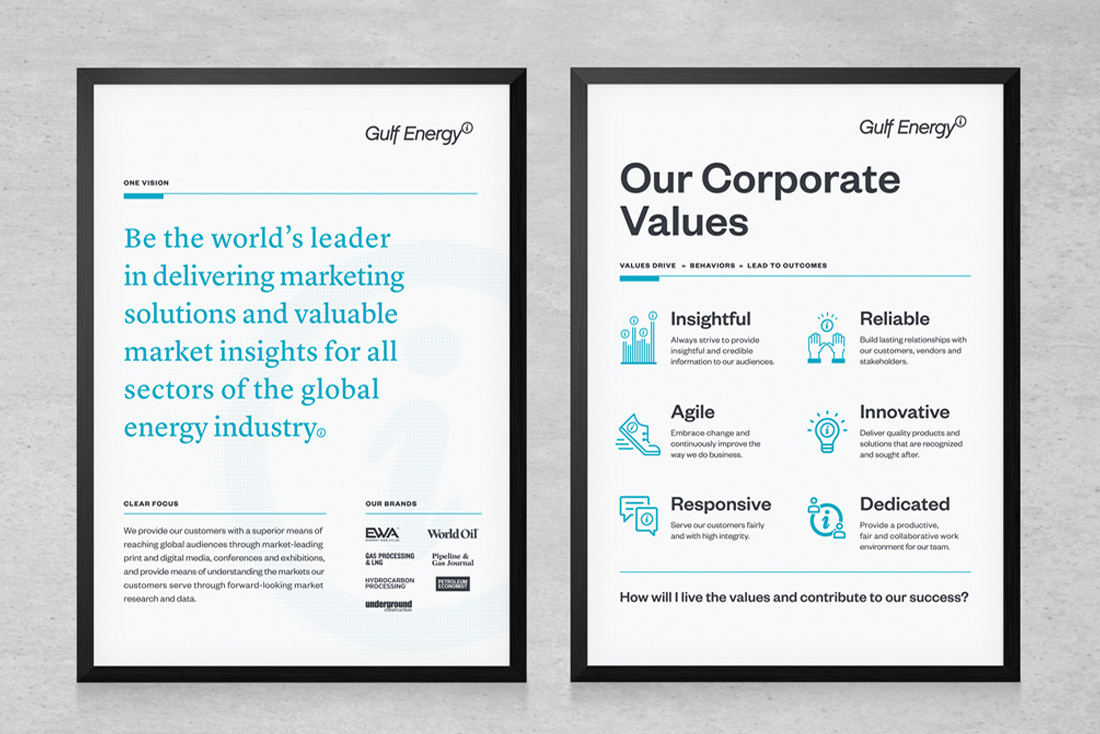 Gulf Energy
ONE VISION
Be the world's leader
in delivering marketing
solutions and valuable
market insights for all
sectors of the global
energy industry
CLEAR FOCUS
We provide our customers with a superior means of
reaching global audiences through market-leading
print and digital media, conferences and exhibitions,
and provide means of understanding the markets our
customers serve through forward-looking market
research and data.
OUR BRANDS
EWA
World Oil
GAS PROCESSING
& LNG
Pipeline &
Gas Journal
HYDROCARBON
PROCESSING
PETROLEUM
ECONOMIST
underground
construction
Gulf Energy
Our Corporate
Values
VALUES DRIVE » BEHAVIORS » LEAD TO OUTCOMES
Insightful
Always strive to provide
insightful and credible
information to our audiences.
Reliable
Build lasting relationships with
our customers, vendors and
stakeholders.
Agile
Embrace change and
continuously improve the
way we do business.
Innovative
Deliver quality products and
solutions that are recognized
and sought after.
Responsive
Serve our customers fairly
and with high integrity.
Dedicated
Provide a productive,
fair and collaborative work
environment for our team.
How will I live the values and contribute to our success?